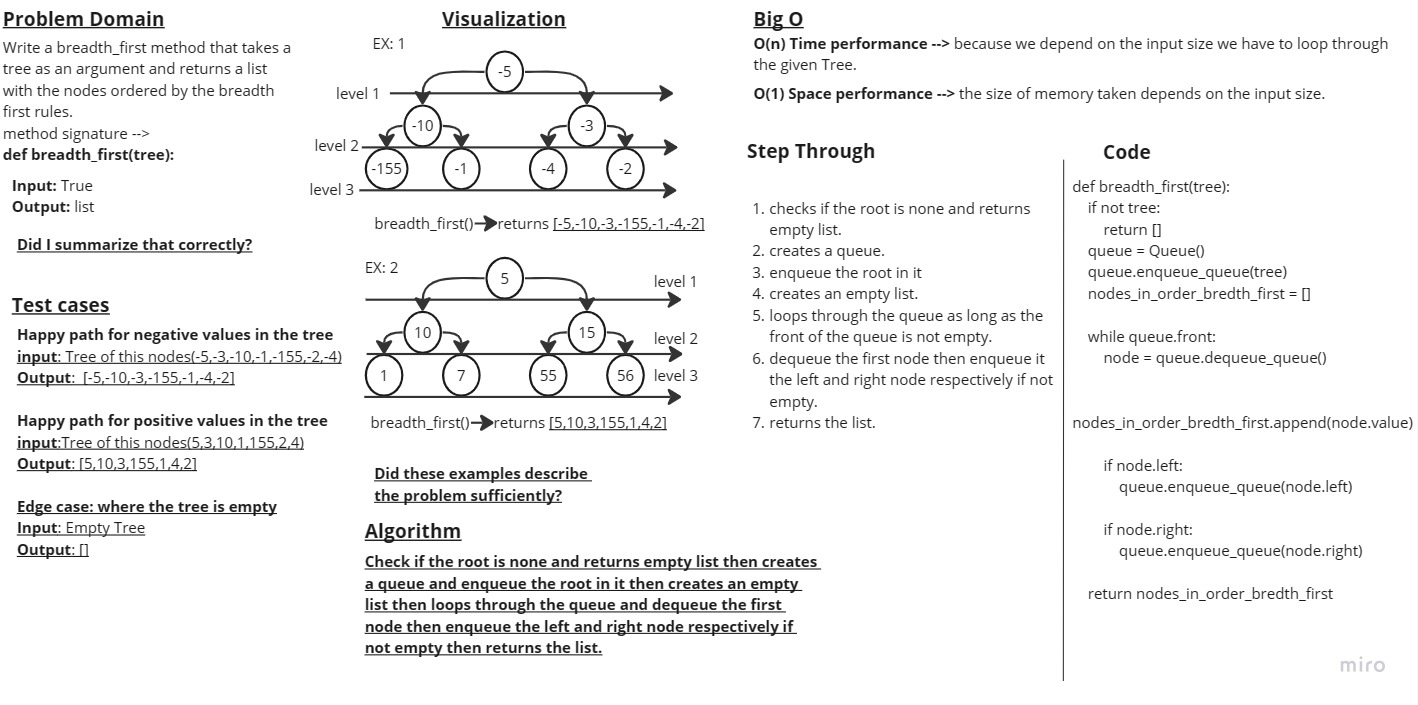 Problem Domain
Write a breadth_first method that takes a
tree as an argument and returns a list
with the nodes ordered by the breadth
first rules.
method signature -->
def breadth_first(tree):
Input: True
Output: list
Did I summarize that correctly?
Test cases
Happy path for negative values in the tree
input: Tree of this nodes(-5,-3,-10,-1,-155,-2,-4)
Output:  [-5,-10,-3,-155,-1,-4,-2]
Happy path for positive values in the tree
input:Tree of this nodes(5,3,10,1,155,2,4)
Output: [5,10,3,155,1,4,2]
Edge case: where the tree is empty
Input: Empty Tree
Output: []
Visualization
EX: 1
-5
level 1
-10
-3
level 2
-155
-1
-4
-2
level 3
breadth_first() returns [-5,-10,-3,-155,-1,-4,-2]
EX: 2
5
level 1
10
15
level 2
1
7
55
56
level 3
breadth_first() returns [5,10,3,155,1,4,2]
Did these examples describe
the problem sufficiently?
Algorithm
Check if the root is none and returns empty list then creates
a queue and enqueue the root in it then creates an empty
list then loops through the queue and dequeue the first
node then enqueue the left and right node respectively if
not empty then returns the list.
Big O
O(n) Time performance --> because we depend on the input size we have to loop through
the given Tree.
O(1) Space performance --> the size of memory taken depends on the input size.
Step Through
1. checks if the root is none and returns
empty list.
2. creates a queue.
3. enqueue the root in it
4. creates an empty list.
5. loops through the queue as long as the
front of the queue is not empty.
6. dequeue the first node then enqueue it
the left and right node respectively if not
empty.
7. returns the list.
Code
def breadth_first(tree):
if not tree:
return []
queue = Queue()
queue.enqueue_queue(tree)
nodes_in_order_bredth_first = []
while queue.front:
node = queue.dequeue_queue()
nodes_in_order_bredth_first.append(node.value)
if node.left:
queue.enqueue_queue(node.left)
if node.right:
queue.enqueue_queue(node.right)
return nodes_in_order_bredth_first
miro